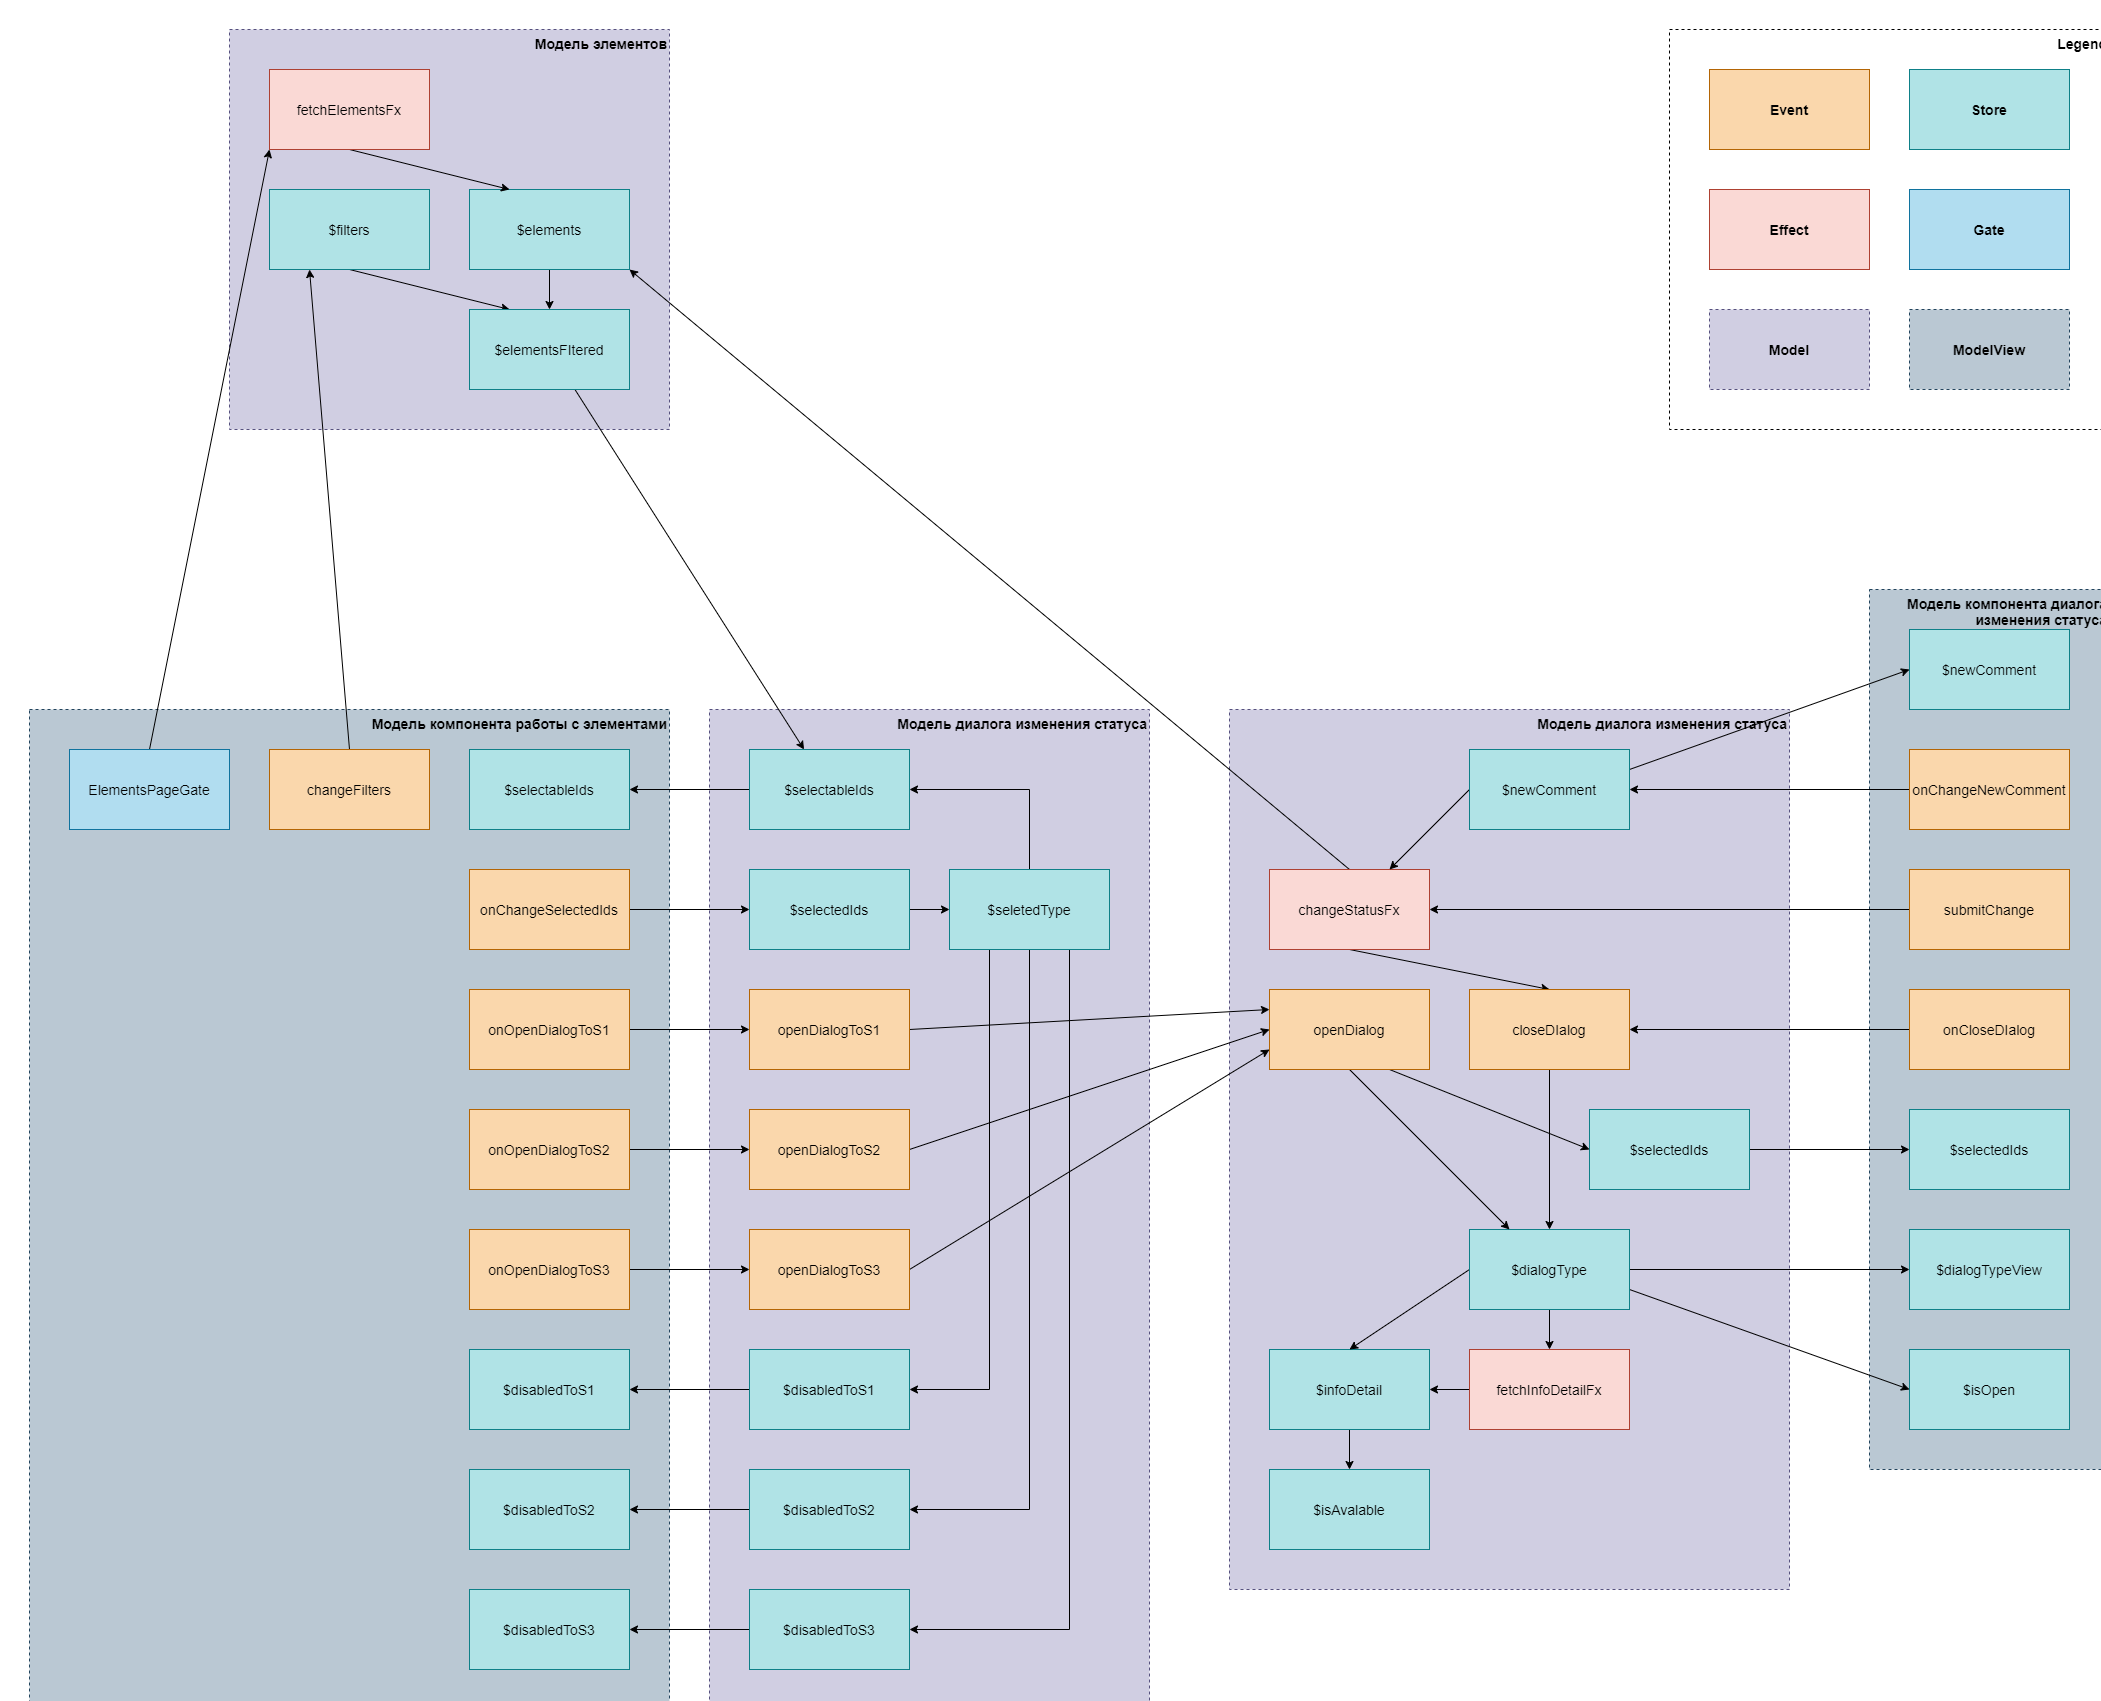 Модель элементов
fetchElementsFx
$filters
$elements
$elementsFItered
Legend
Event
Store
Effect
Gate
Model
ModelView
Модель компонента работы с элементами
ElementsPageGate
changeFilters
$selectableIds
onChangeSelectedIds
onOpenDialogToS1
onOpenDialogToS2
onOpenDialogToS3
$disabledToS1
$disabledToS2
$disabledToS3
Модель диалога изменения статуса
$selectableIds
$selectedIds
$seletedType
openDialogToS1
openDialogToS2
openDialogToS3
$disabledToS1
$disabledToS2
$disabledToS3
Модель диалога изменения статуса
$newComment
changeStatusFx
openDialog
closeDIalog
$selectedIds
$dialogType
$infoDetail
fetchInfoDetailFx
$isAvalable
Модель компонента диалога
изменения статуса
$newComment
onChangeNewComment
submitChange
onCloseDIalog
$selectedIds
$dialogTypeView
$isOpen